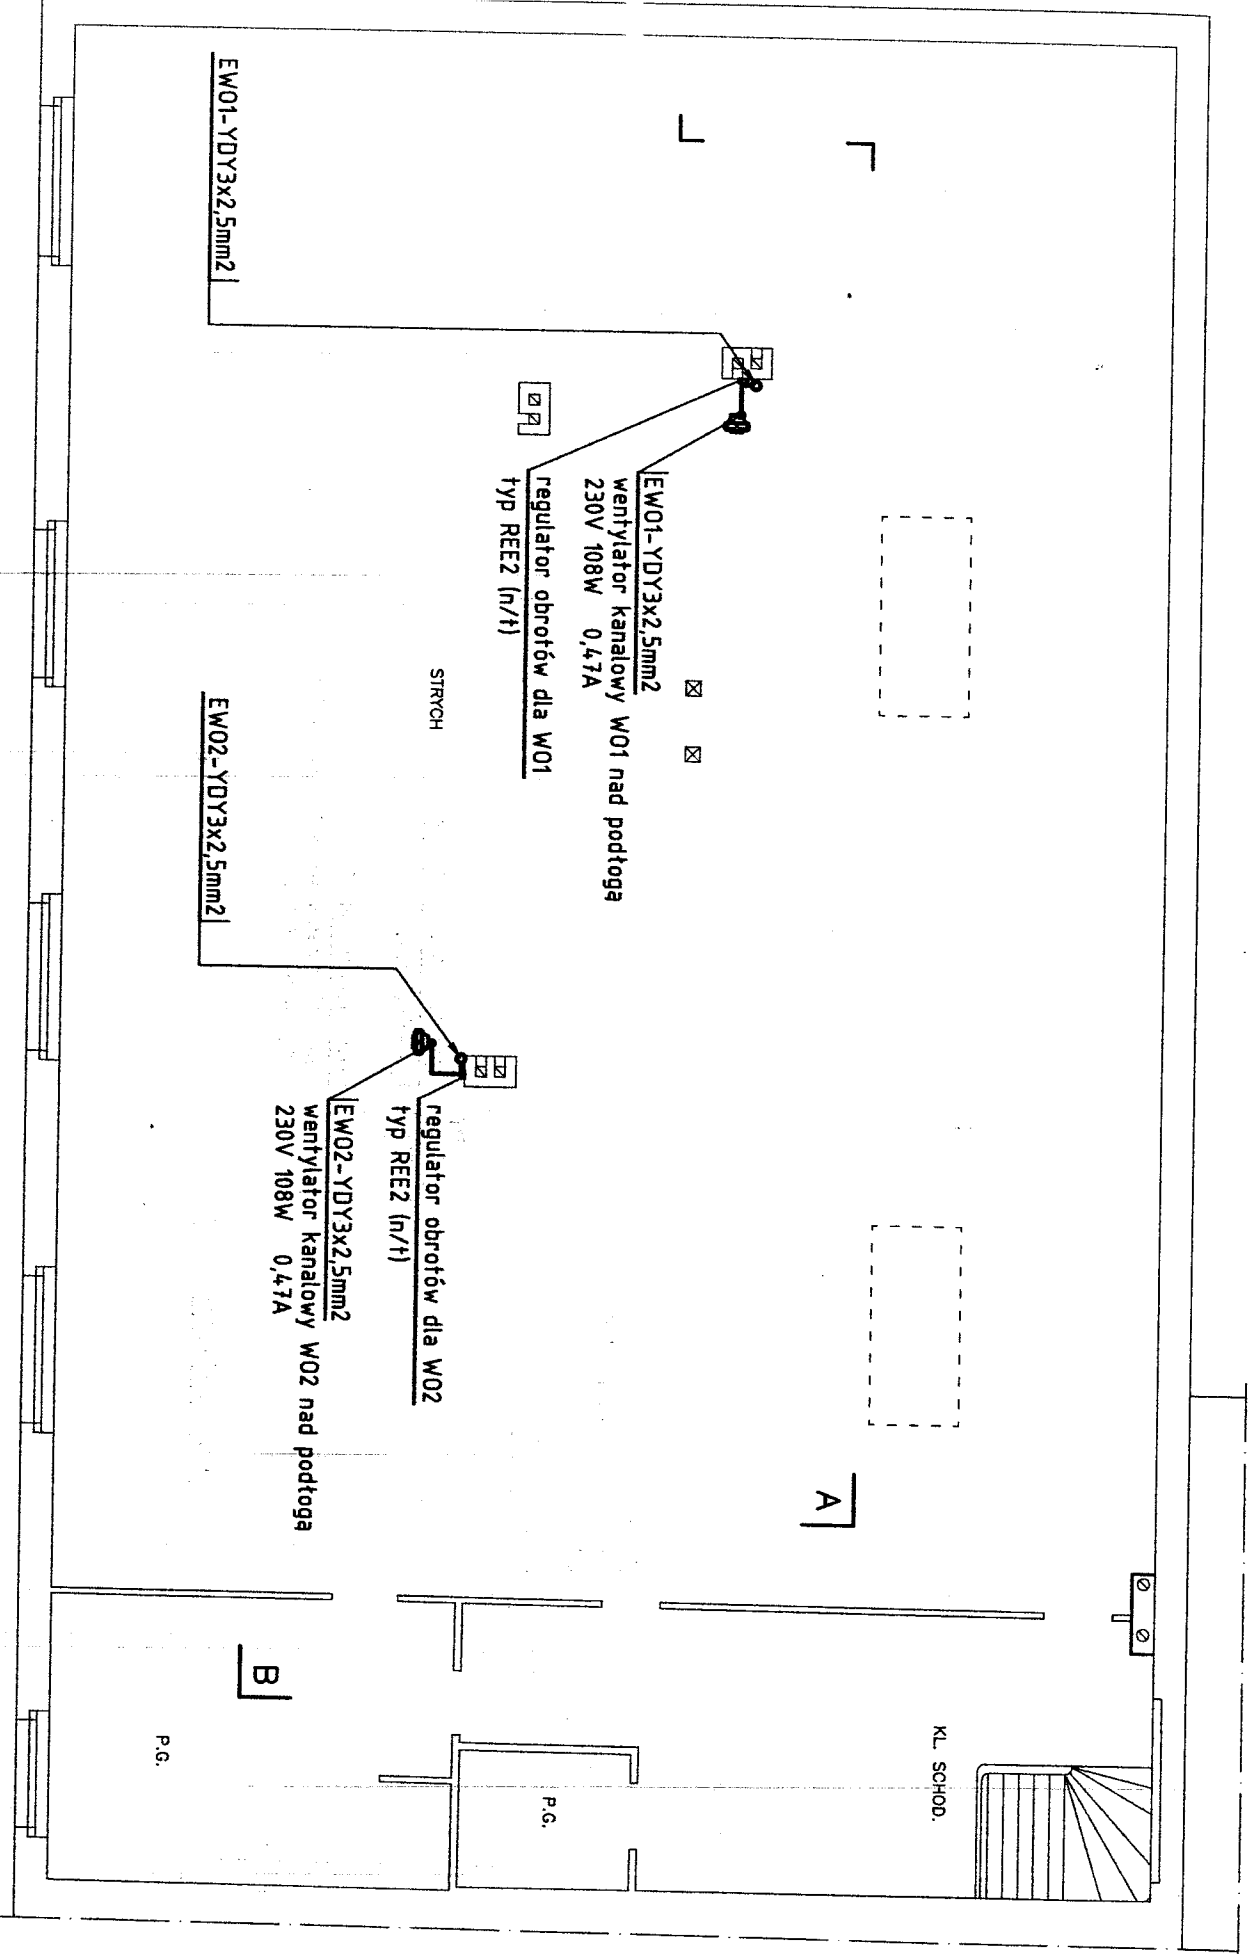 EW01-YDY3x2,5mm2
EW01-YDY3x2,5mm2
wentylator kanalowy W01 nad podłogą
230V 108W 0,47A
regulator obrotów dla W01
typ REE2 (n/t)
STRYCH
EW02-YDY3x2,5mm2
regulator obrotów dla W02
typ REE2 (n/t)
EW02-YDY3x2,5mm2
wentylator kanalowy W02 nad podłogą
230V 108W 0,47A
A
B
KL. SCHOD.
P.G.
P.G.